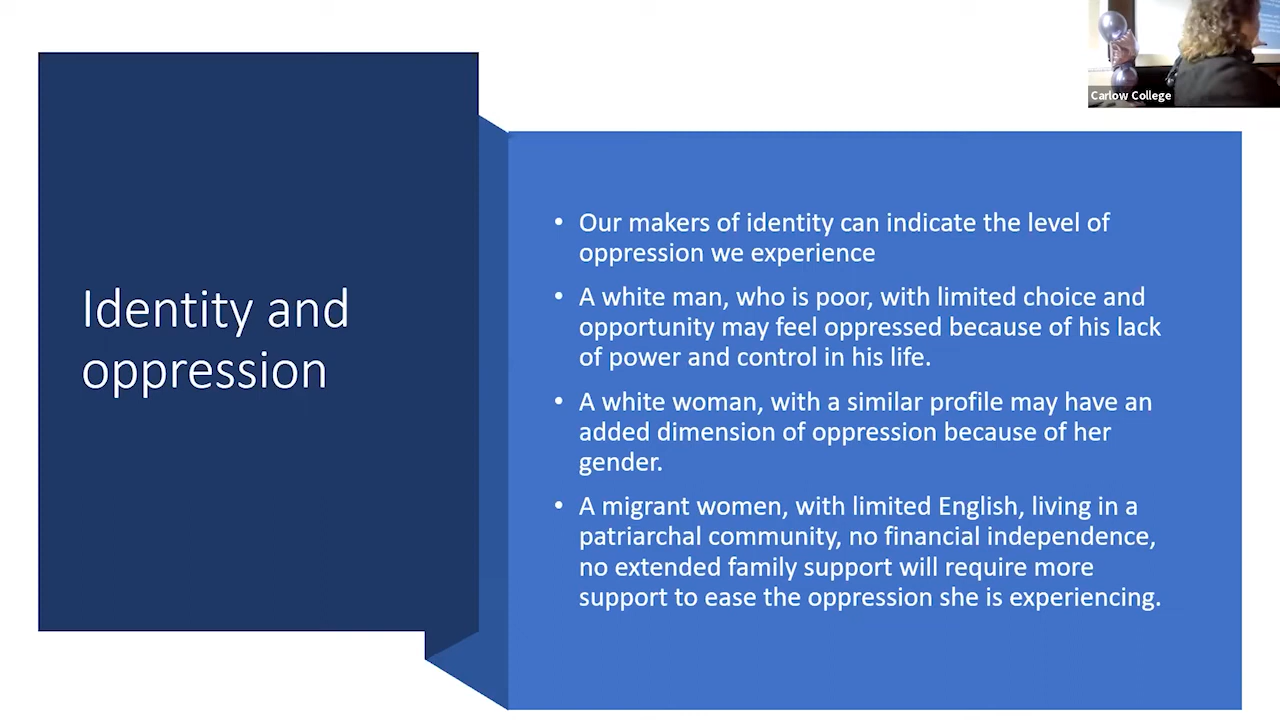 Carlow College
Identity and
oppression
• Our makers of identity can indicate the level of
oppression we experience
• A white man, who is poor, with limited choice and
opportunity may feel oppressed because of his lack
of power and control in his life.
• A white woman, with a similar profile may have an
added dimension of oppression because of her
gender.
• A migrant women, with limited English, living in a
patriarchal community, no financial independence,
no extended family support will require more
support to ease the oppression she is experiencing.